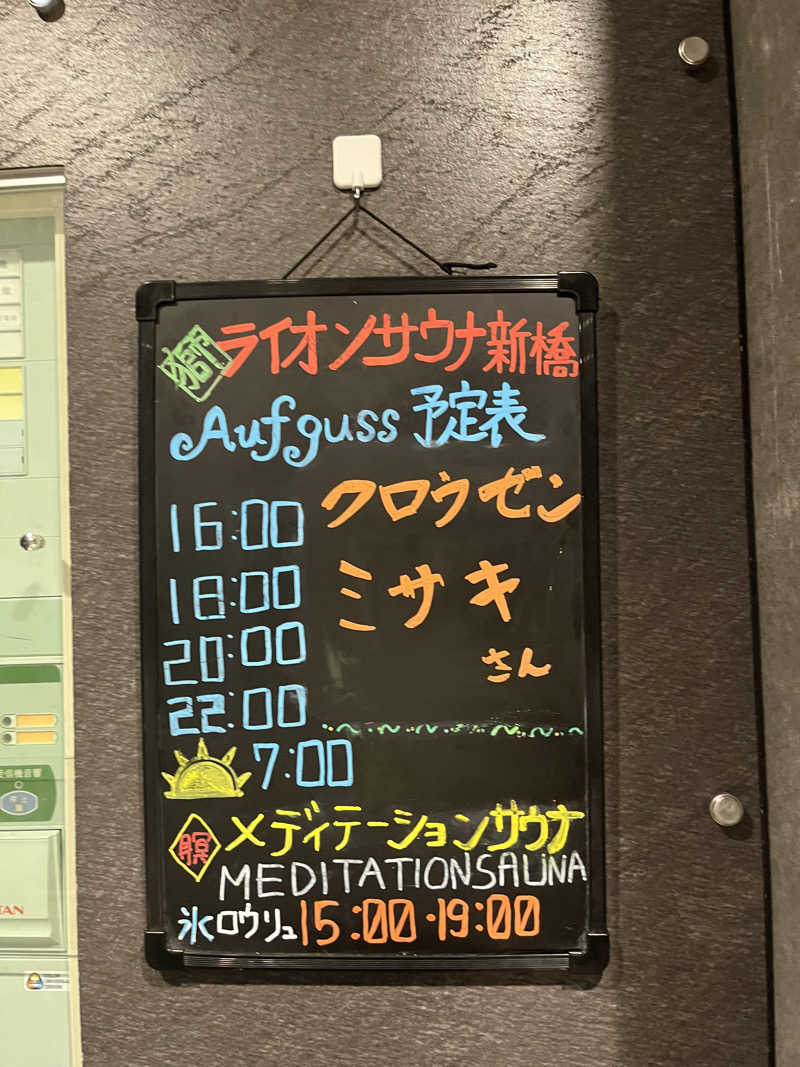 獅 ライオンサウナ新橋
Aufguss 予定表
16:00 クロウゼン
18:00 ミサキ
20:00 さん
22:00
7:00
瞑 メディテーションサウナ
MEDITATIONSAUNA
氷ロウリュ 15:00・19:00